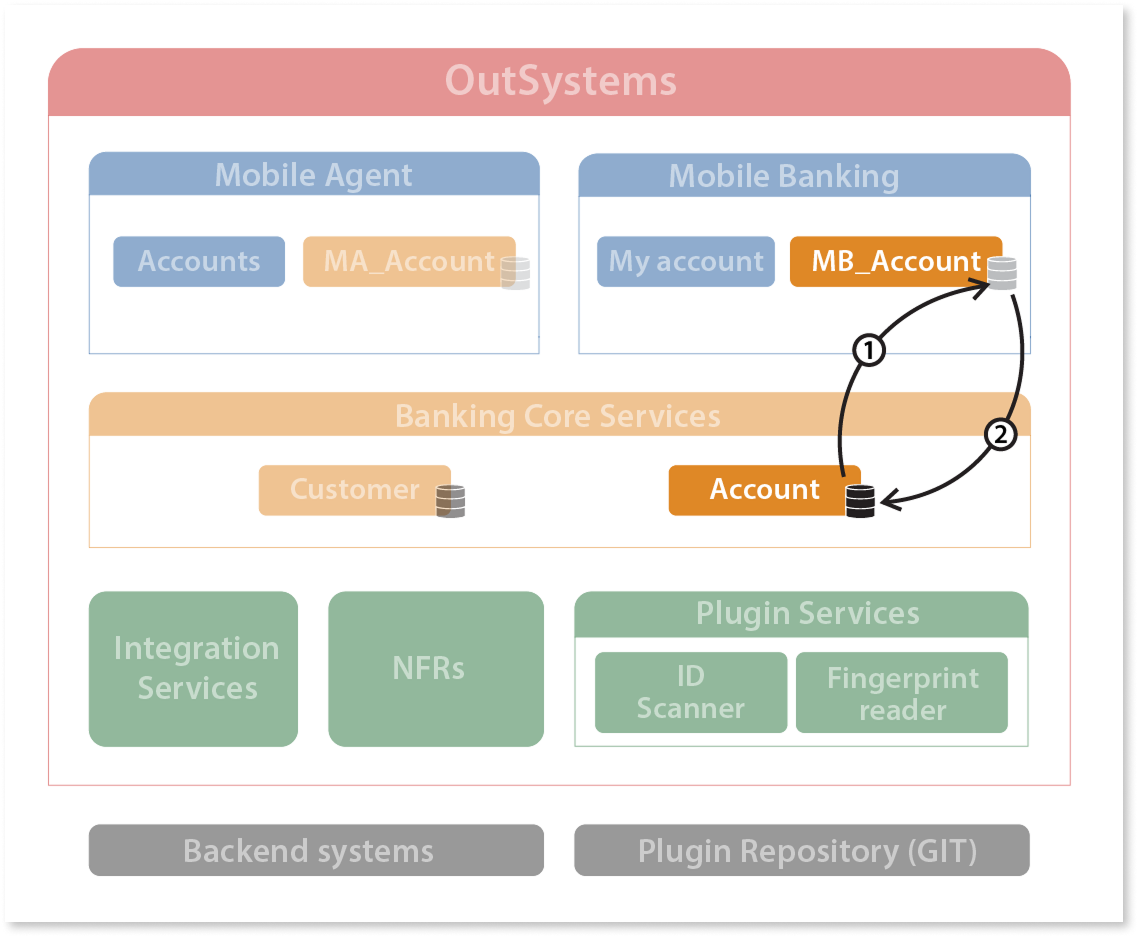 OutSystems
Mobile Agent
Mobile Banking
Accounts
MA_Account
My account
MB_Account
1
Banking Core Services
2
Customer
Account
Integration
Services
NFRs
Plugin Services
ID
Scanner
Fingerprint
reader
Backend systems
Plugin Repository (GIT)